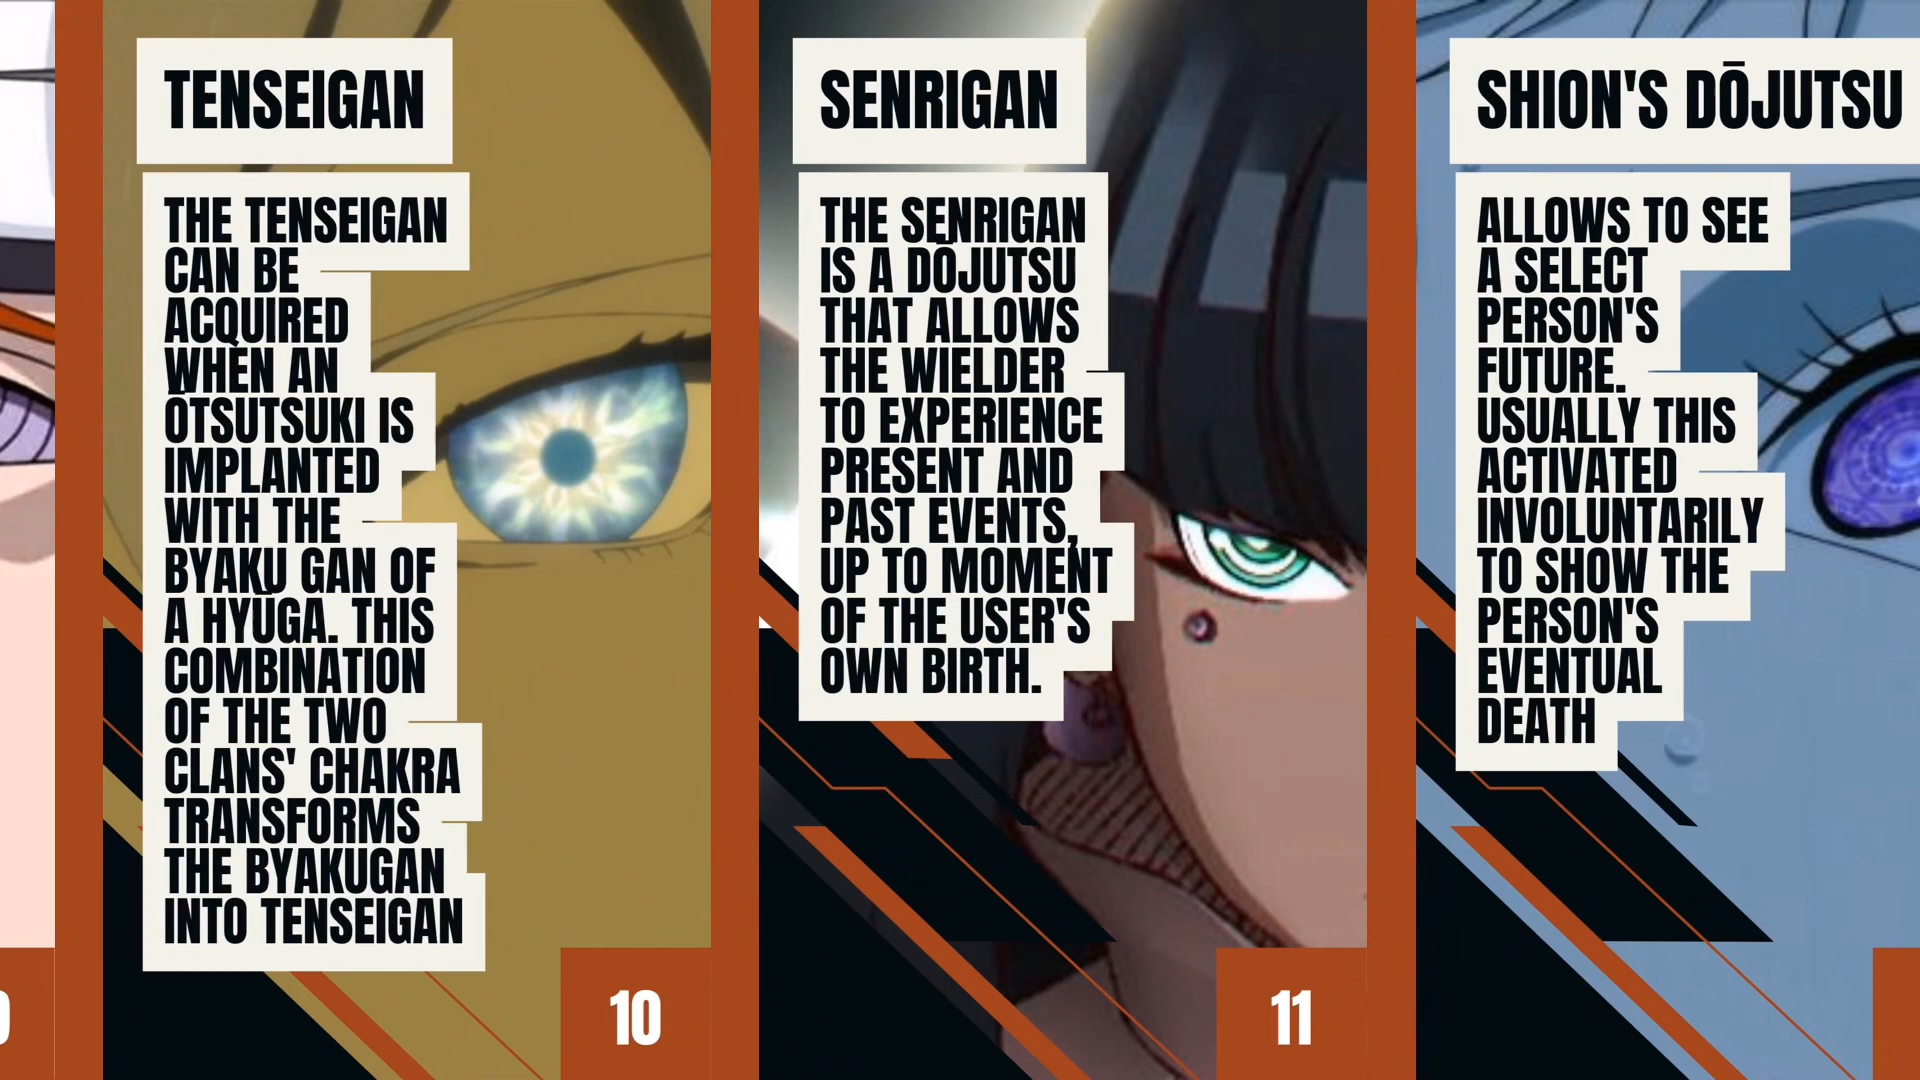 TENSEIGAN
THE TENSEIGAN
CAN BE
ACQUIRED
WHEN AN
ŌTSUTSUKI IS
IMPLANTED
WITH THE
BYAKU GAN OF
A HYŪGA. THIS
COMBINATION
OF THE TWO
CLANS' CHAKRA
TRANSFORMS
THE BYAKUGAN
INTO TENSEIGAN
10
SENRIGAN
THE SENRIGAN
IS A DŌJUTSU
THAT ALLOWS
THE WIELDER
TO EXPERIENCE
PRESENT AND
PAST EVENTS,
UP TO MOMENT
OF THE USER'S
OWN BIRTH.
11
SHION'S DŌJUTSU
ALLOWS TO SEE
A SELECT
PERSON'S
FUTURE.
USUALLY THIS
ACTIVATED
INVOLUNTARILY
TO SHOW THE
PERSON'S
EVENTUAL
DEATH